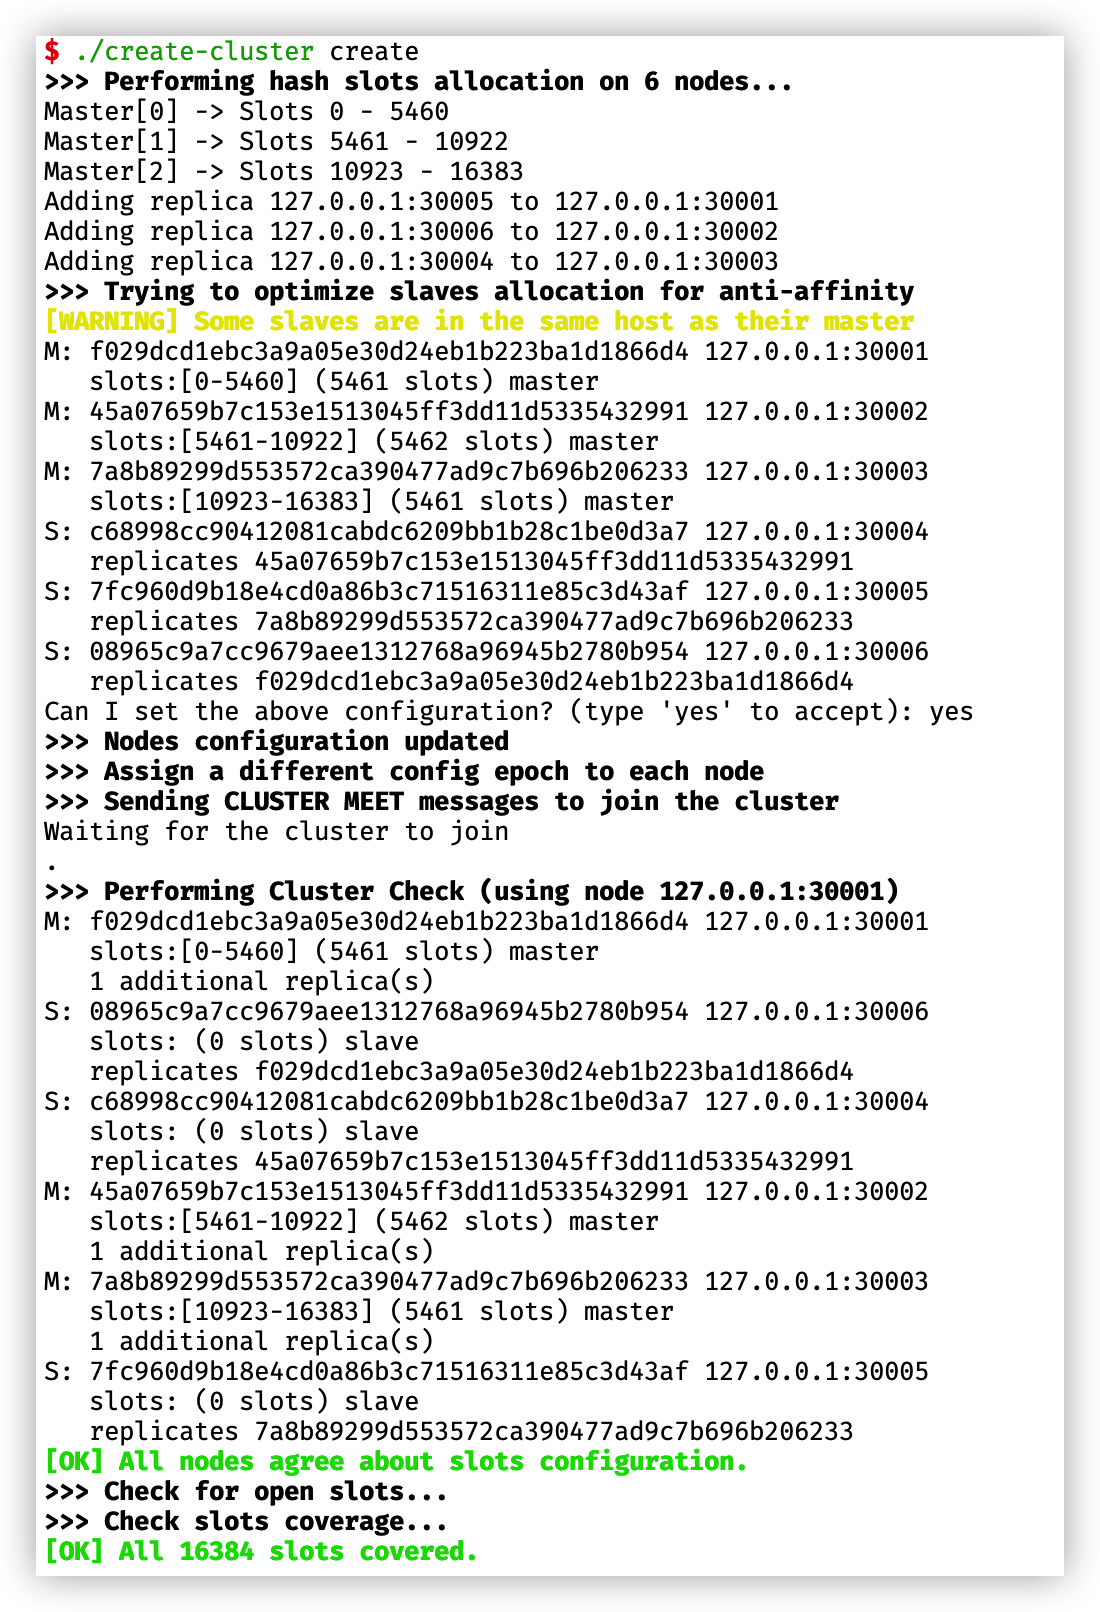 $ ./create-cluster create
>>> Performing hash slots allocation on 6 nodes...
Master[0] -> Slots 0 - 5460
Master[1] -> Slots 5461 - 10922
Master[2] -> Slots 10923 - 16383
Adding replica 127.0.0.1:30005 to 127.0.0.1:30001
Adding replica 127.0.0.1:30006 to 127.0.0.1:30002
Adding replica 127.0.0.1:30004 to 127.0.0.1:30003
>>> Trying to optimize slaves allocation for anti-affinity
[WARNING] Some slaves are in the same host as their master
M: f029dcd1ebc3a9a05e30d24eb1b223ba1d1866d4 127.0.0.1:30001
   slots:[0-5460] (5461 slots) master
M: 45a07659b7c153e1513045ff3dd11d5335432991 127.0.0.1:30002
   slots:[5461-10922] (5462 slots) master
M: 7a8b89299d553572ca390477ad9c7b696b206233 127.0.0.1:30003
   slots:[10923-16383] (5461 slots) master
S: c68998cc90412081cabdc6209bb1b28c1be0d3a7 127.0.0.1:30004
   replicates 45a07659b7c153e1513045ff3dd11d5335432991
S: 7fc960d9b18e4cd0a86b3c71516311e85c3d43af 127.0.0.1:30005
   replicates 7a8b89299d553572ca390477ad9c7b696b206233
S: 08965c9a7cc9679aee1312768a96945b2780b954 127.0.0.1:30006
   replicates f029dcd1ebc3a9a05e30d24eb1b223ba1d1866d4
Can I set the above configuration? (type 'yes' to accept): yes
>>> Nodes configuration updated
>>> Assign a different config epoch to each node
>>> Sending CLUSTER MEET messages to join the cluster
Waiting for the cluster to join
.
>>> Performing Cluster Check (using node 127.0.0.1:30001)
M: f029dcd1ebc3a9a05e30d24eb1b223ba1d1866d4 127.0.0.1:30001
   slots:[0-5460] (5461 slots) master
   1 additional replica(s)
S: 08965c9a7cc9679aee1312768a96945b2780b954 127.0.0.1:30006
   slots: (0 slots) slave
   replicates f029dcd1ebc3a9a05e30d24eb1b223ba1d1866d4
S: c68998cc90412081cabdc6209bb1b28c1be0d3a7 127.0.0.1:30004
   slots: (0 slots) slave
   replicates 45a07659b7c153e1513045ff3dd11d5335432991
M: 45a07659b7c153e1513045ff3dd11d5335432991 127.0.0.1:30002
   slots:[5461-10922] (5462 slots) master
   1 additional replica(s)
M: 7a8b89299d553572ca390477ad9c7b696b206233 127.0.0.1:30003
   slots:[10923-16383] (5461 slots) master
   1 additional replica(s)
S: 7fc960d9b18e4cd0a86b3c71516311e85c3d43af 127.0.0.1:30005
   slots: (0 slots) slave
   replicates 7a8b89299d553572ca390477ad9c7b696b206233
[OK] All nodes agree about slots configuration.
>>> Check for open slots...
>>> Check slots coverage...
[OK] All 16384 slots covered.